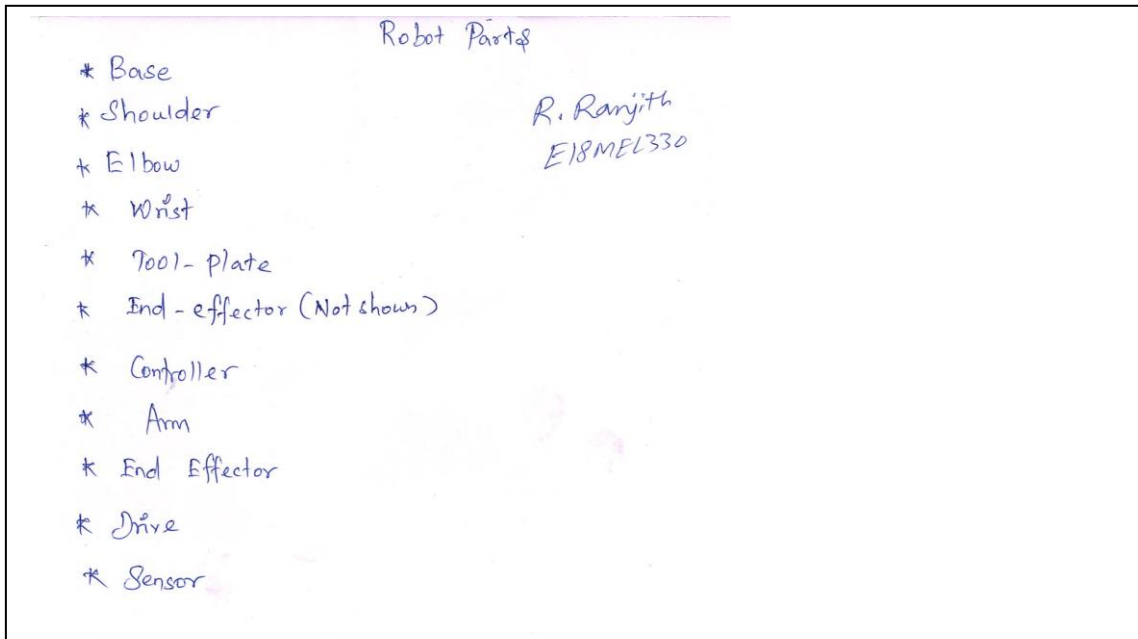 Robot Parts
* Base
* Shoulder
* Elbow
* Wrist
* Tool-plate
* End-effector (Not shown)
* Controller
* Arm
* End Effector
* Drive
* Sensor
R. Ranjith
E18MEL330